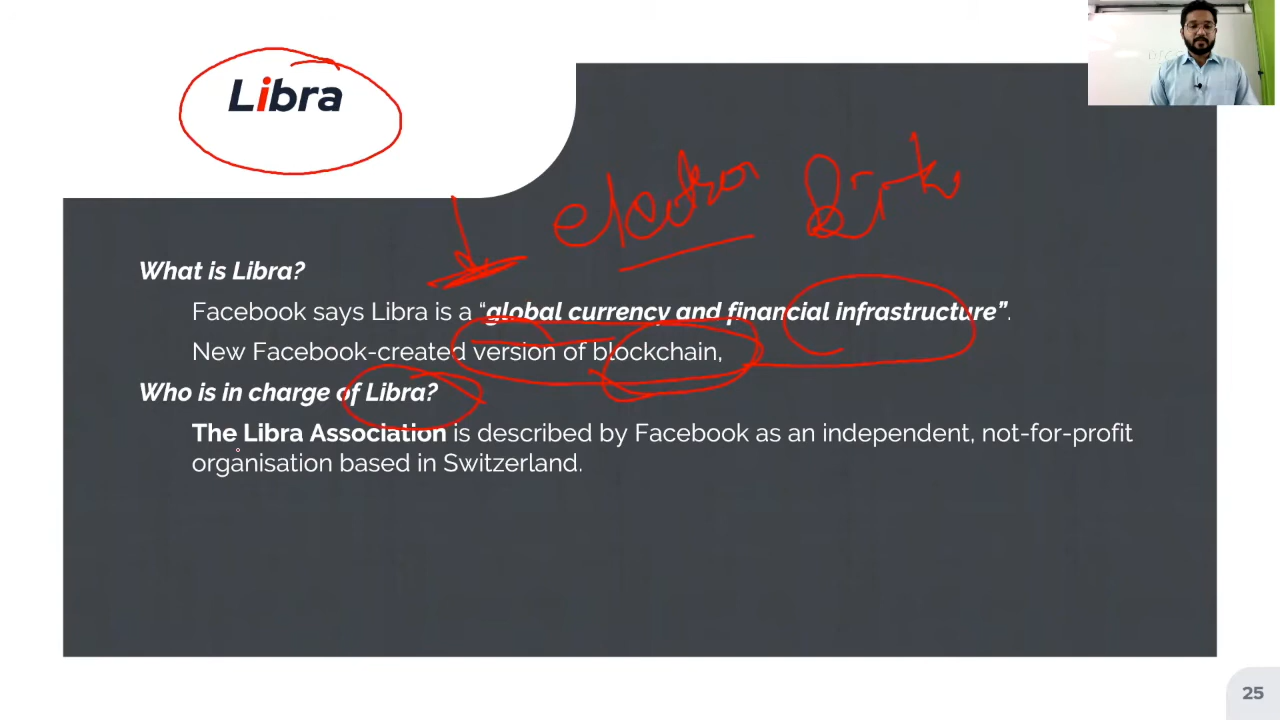 Libra
electron
What is Libra?
Facebook says Libra is a “global currency and financial infrastructure”.
New Facebook-created version of blockchain,
Who is in charge of Libra?
The Libra Association is described by Facebook as an independent, not-for-profit
organisation based in Switzerland.
25